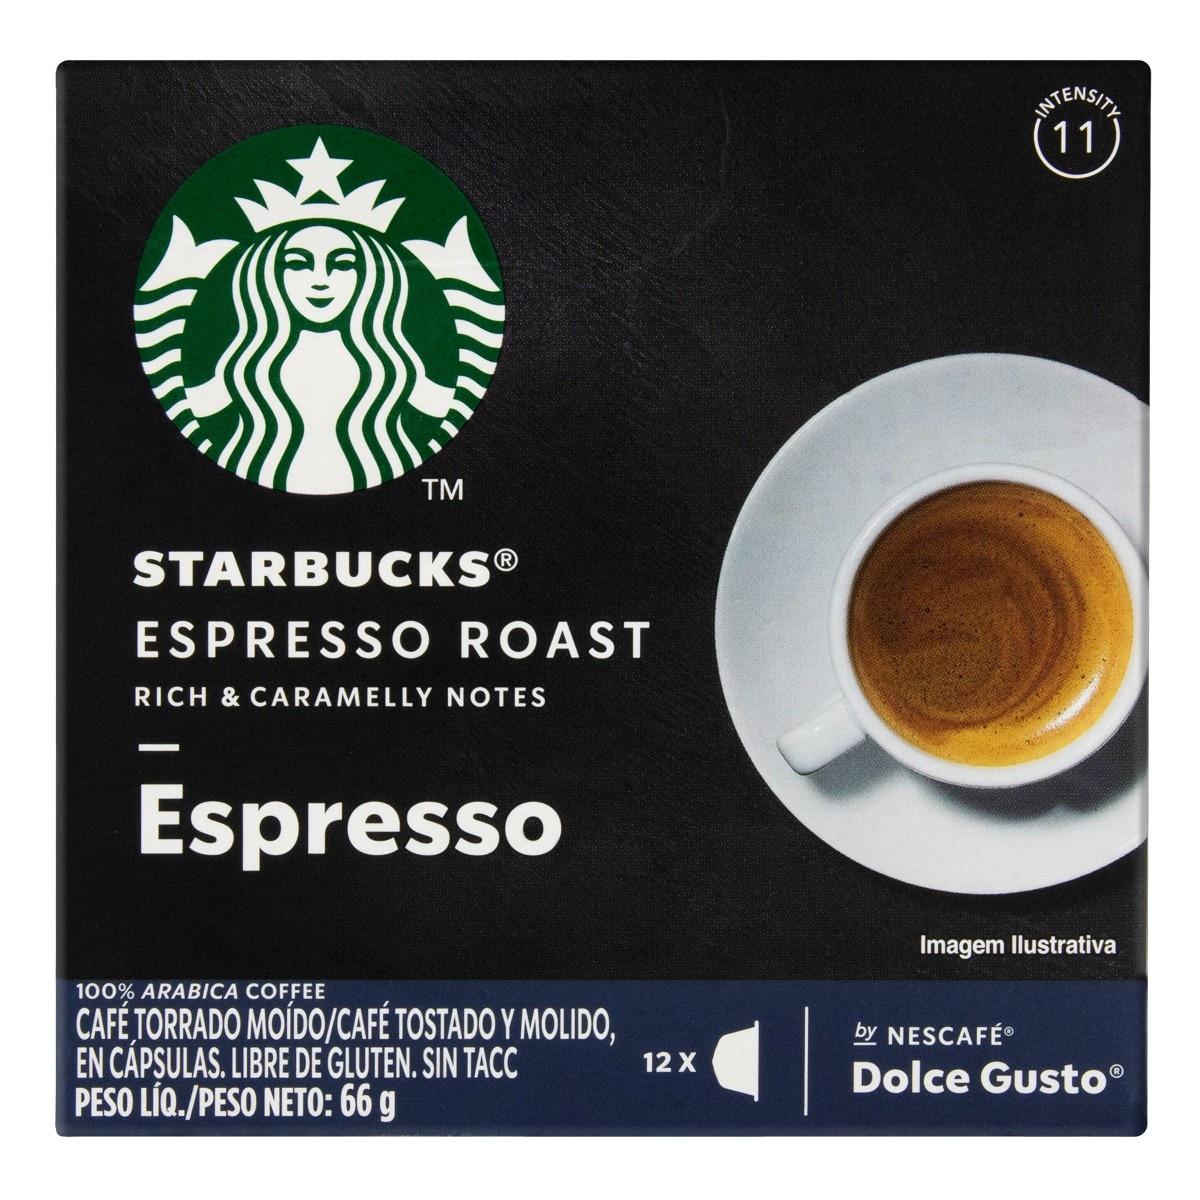 INTENSITY
11
TM
STARBUCKS®
ESPRESSO ROAST
RICH & CARAMELLY NOTES
Espresso
Imagem Ilustrativa
100% ARABICA COFFEE
CAFÉ TORRADO MOÍDO/CAFÉ TOSTADO Y MOLIDO,
EN CÁPSULAS. LIBRE DE GLUTEN. SIN TACC
PESO LÍQ./PESO NETO: 66 g
12 X
by NESCAFÉ®
Dolce Gusto®